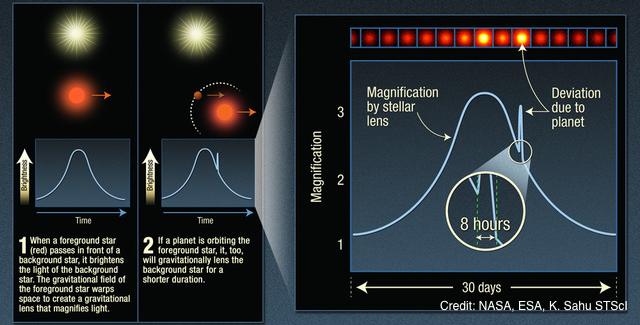 Brightness
Time
1 When a foreground star
(red) passes in front of a
background star, it brightens
the light of the background
star. The gravitational field of
the foreground star warps
space to create a gravitational
lens that magnifies light.
Brightness
Time
2 If a planet is orbiting the
foreground star, it, too,
will gravitationally lens the
background star for a
shorter duration.
Magnification
3
2
1
Magnification
by stellar
lens
Deviation
due to
planet
8 hours
30 days
Credit: NASA, ESA, K. Sahu STScI